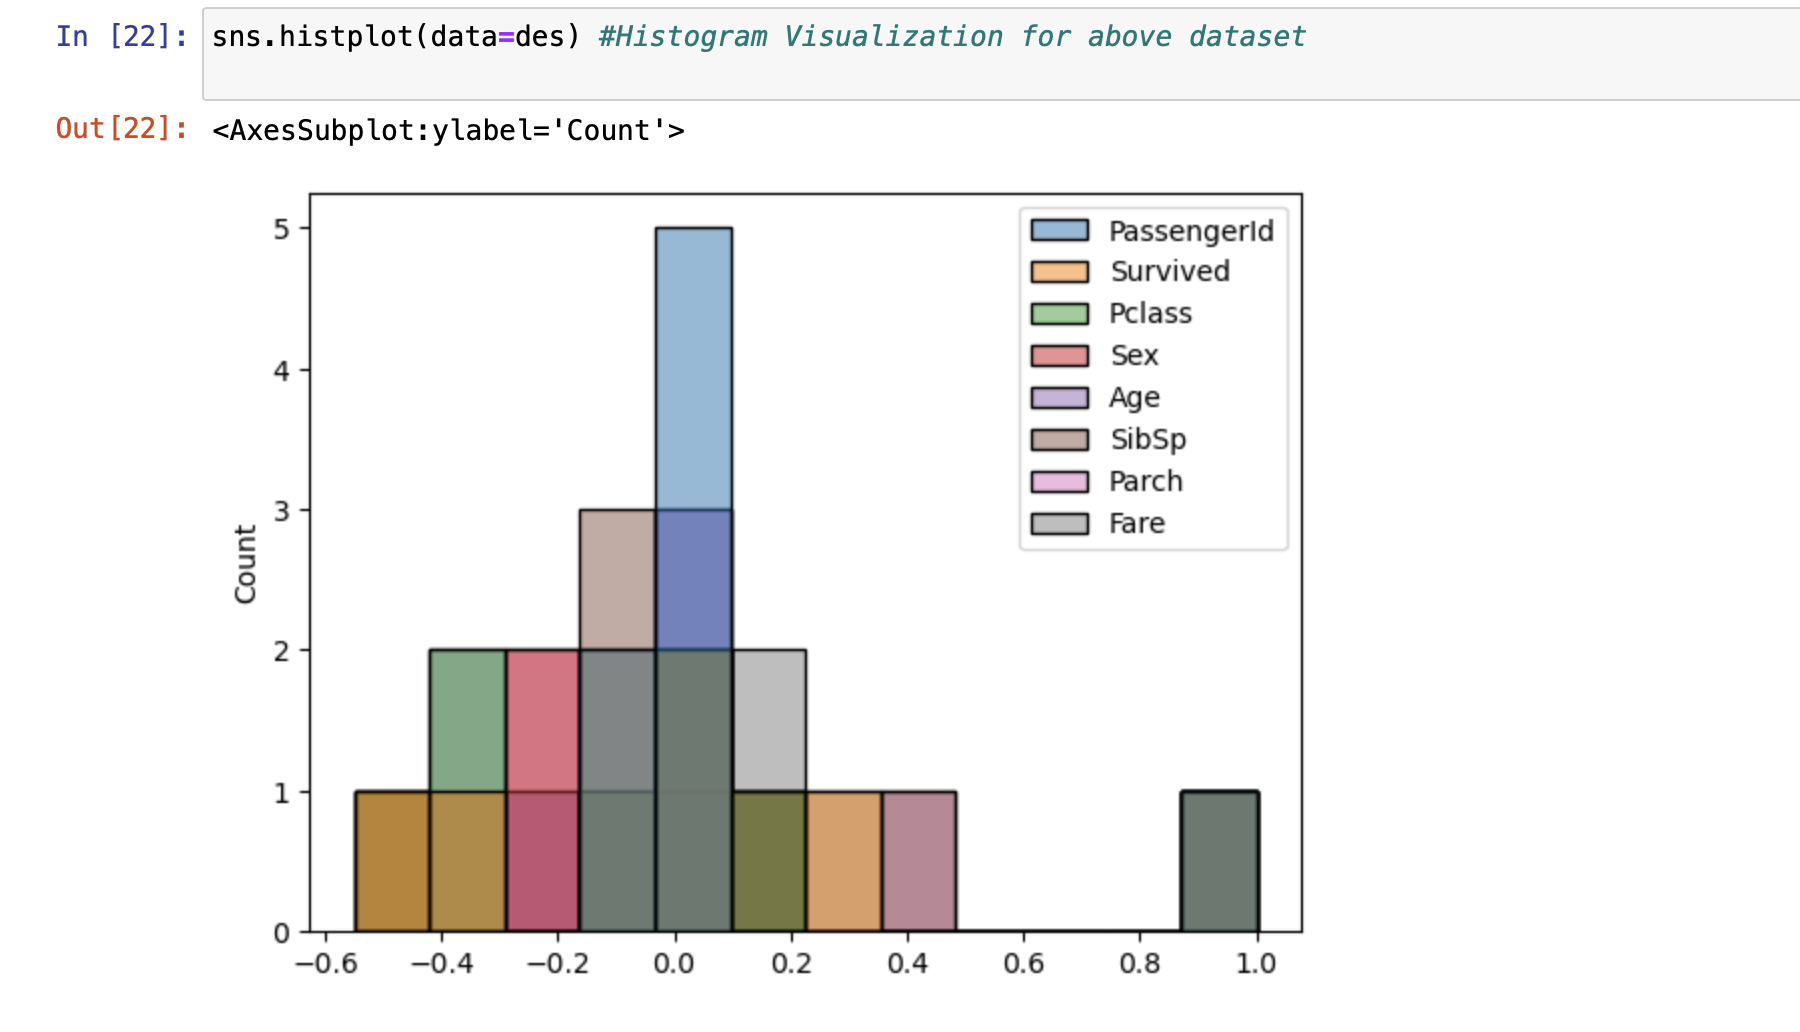 In [22]: sns.histplot(data=des) #Histogram Visualization for above dataset
Out[22]: <AxesSubplot:ylabel='Count'>
PassengerId
Survived
Pclass
Sex
Age
SibSp
Parch
Fare
5
4
3
2
1
0
Count
−0.6 −0.4 −0.2 0.0 0.2 0.4 0.6 0.8 1.0